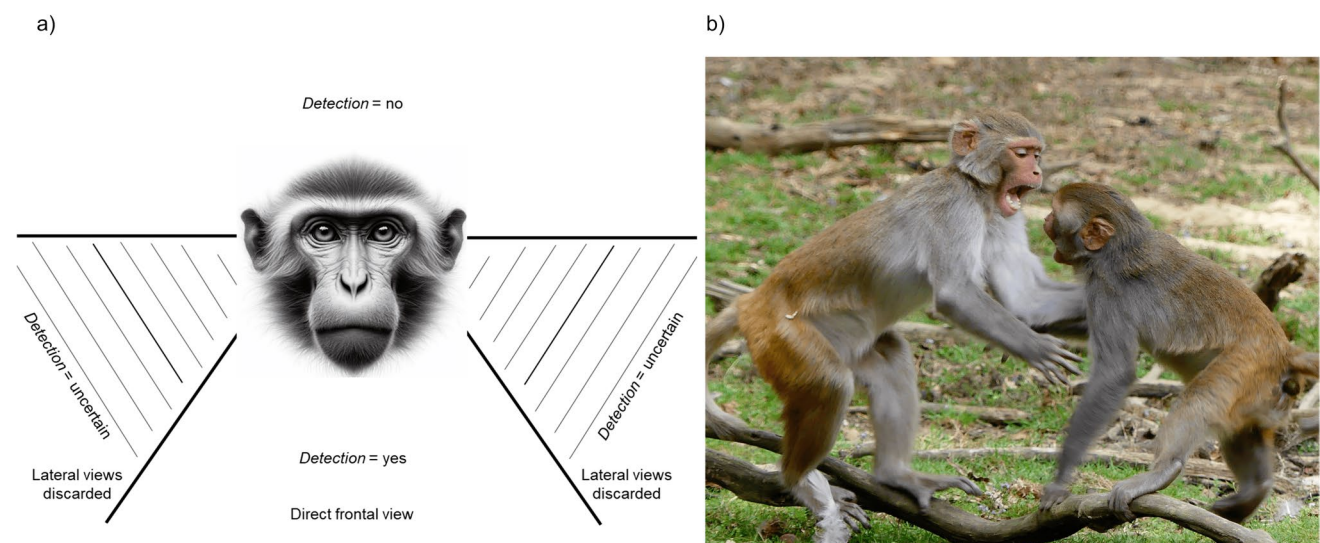 a)
b)
Detection = no
Detection = uncertain
Detection = uncertain
Detection = yes
Lateral views
discarded
Lateral views
discarded
Direct frontal view